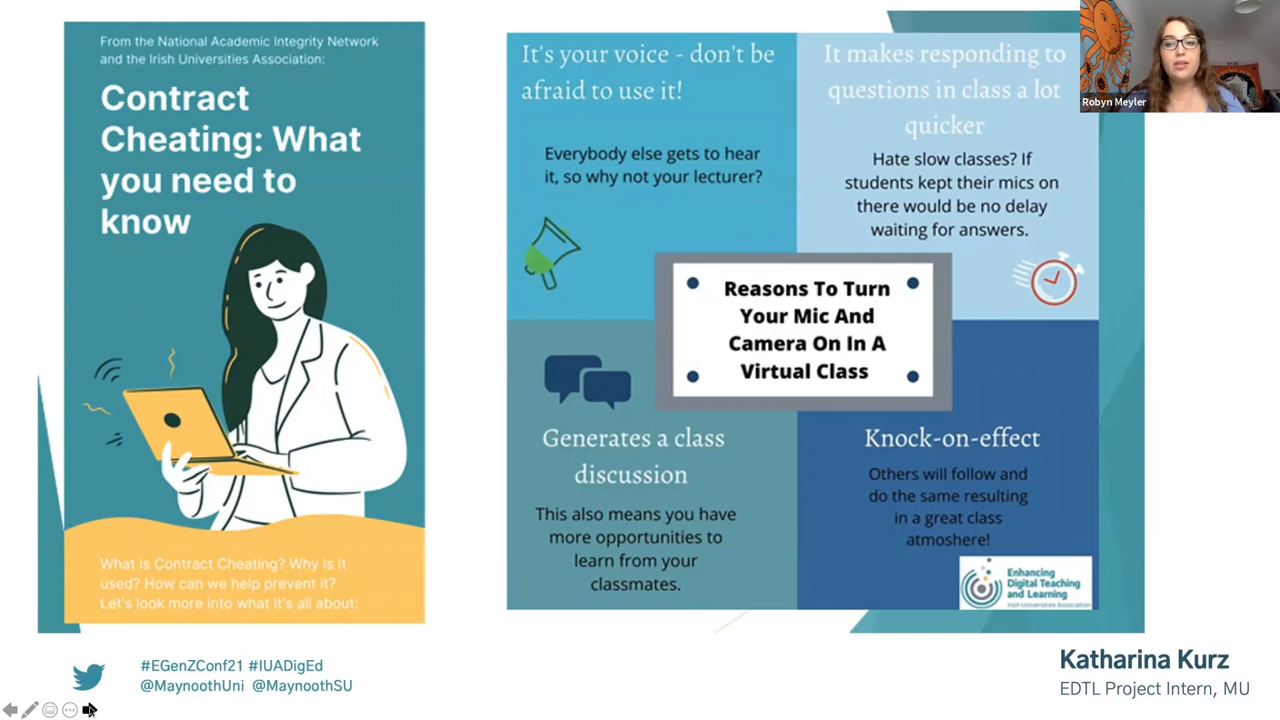 From the National Academic Integrity Network
and the Irish Universities Association:
Contract
Cheating: What
you need to
know
What is Contract Cheating? Why is it
used? How can we help prevent it?
Let's look more into what it's all about:
It's your voice - don't be
afraid to use it!
Everybody else gets to hear
it, so why not your lecturer?
It makes responding to
questions in class a lot
quicker
Hate slow classes? If
students kept their mics on
there would be no delay
waiting for answers.
Reasons To Turn
Your Mic And
Camera On In A
Virtual Class
Generates a class
discussion
This also means you have
more opportunities to
learn from your
classmates.
Knock-on-effect
Others will follow and
do the same resulting
in a great class
atmoshere!
Enhancing
Digital Teaching
and Learning
Irish Universities Association
Robyn Meyler
#EGenZConf21 #IUADigEd
@MaynoothUni @MaynoothSU
Katharina Kurz
EDTL Project Intern, MU